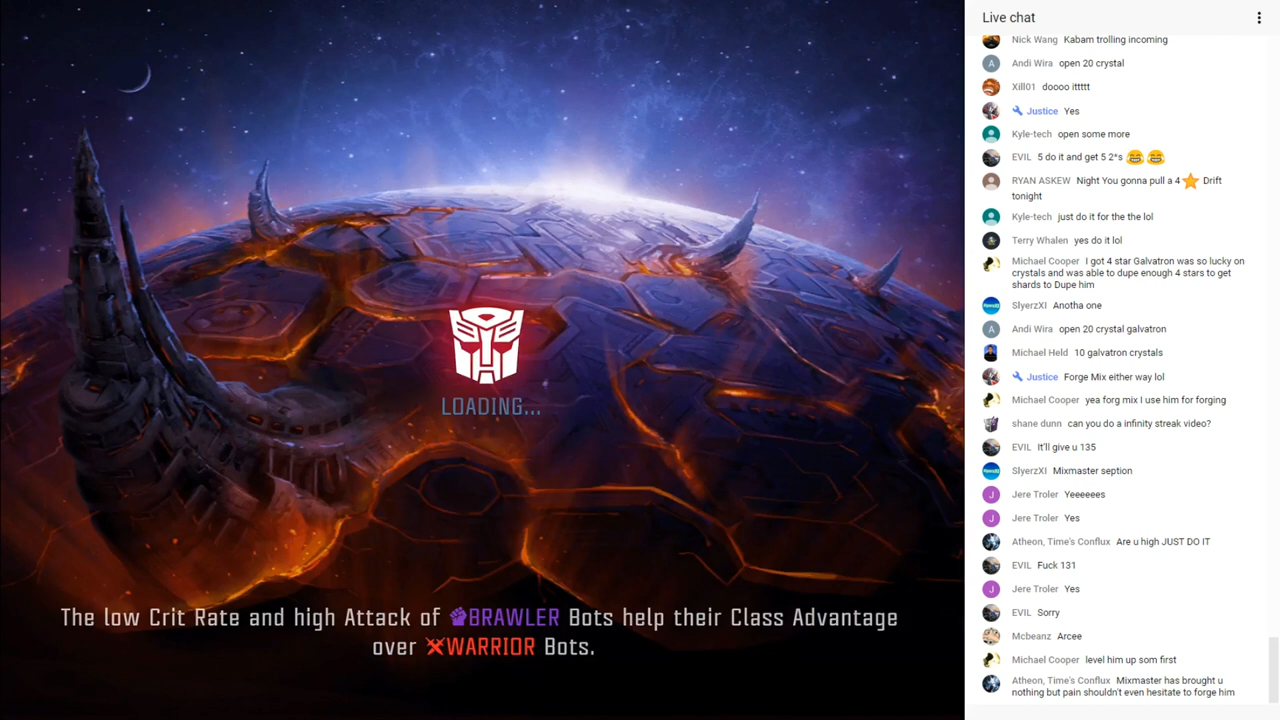 LOADING...
The low Crit Rate and high Attack of BRAWLER Bots help their Class Advantage
over WARRIOR Bots.
Live chat
Nick Wang Kabam trolling incoming
A Andi Wira open 20 crystal
Xill01 doooo ittttt
Justice Yes
Kyle-tech open some more
EVIL 5 do it and get 5 2*s 😂 😂
RYAN ASKEW Night You gonna pull a 4 ⭐ Drift
tonight
Kyle-tech just do it for the the lol
Terry Whalen yes do it lol
Michael Cooper I got 4 star Galvatron was so lucky on
crystals and was able to dupe enough 4 stars to get
shards to Dupe him
SlyerzXI Anotha one
A Andi Wira open 20 crystal galvatron
Michael Held 10 galvatron crystals
Justice Forge Mix either way lol
Michael Cooper yea forg mix I use him for forging
shane dunn can you do a infinity streak video?
EVIL It'll give u 135
SlyerzXI Mixmaster seption
J Jere Troler Yeeeeees
J Jere Troler Yes
Atheon, Time's Conflux Are u high JUST DO IT
EVIL Fuck 131
J Jere Troler Yes
EVIL Sorry
Mcbeanz Arcee
Michael Cooper level him up som first
Atheon, Time's Conflux Mixmaster has brought u
nothing but pain shouldn't even hesitate to forge him